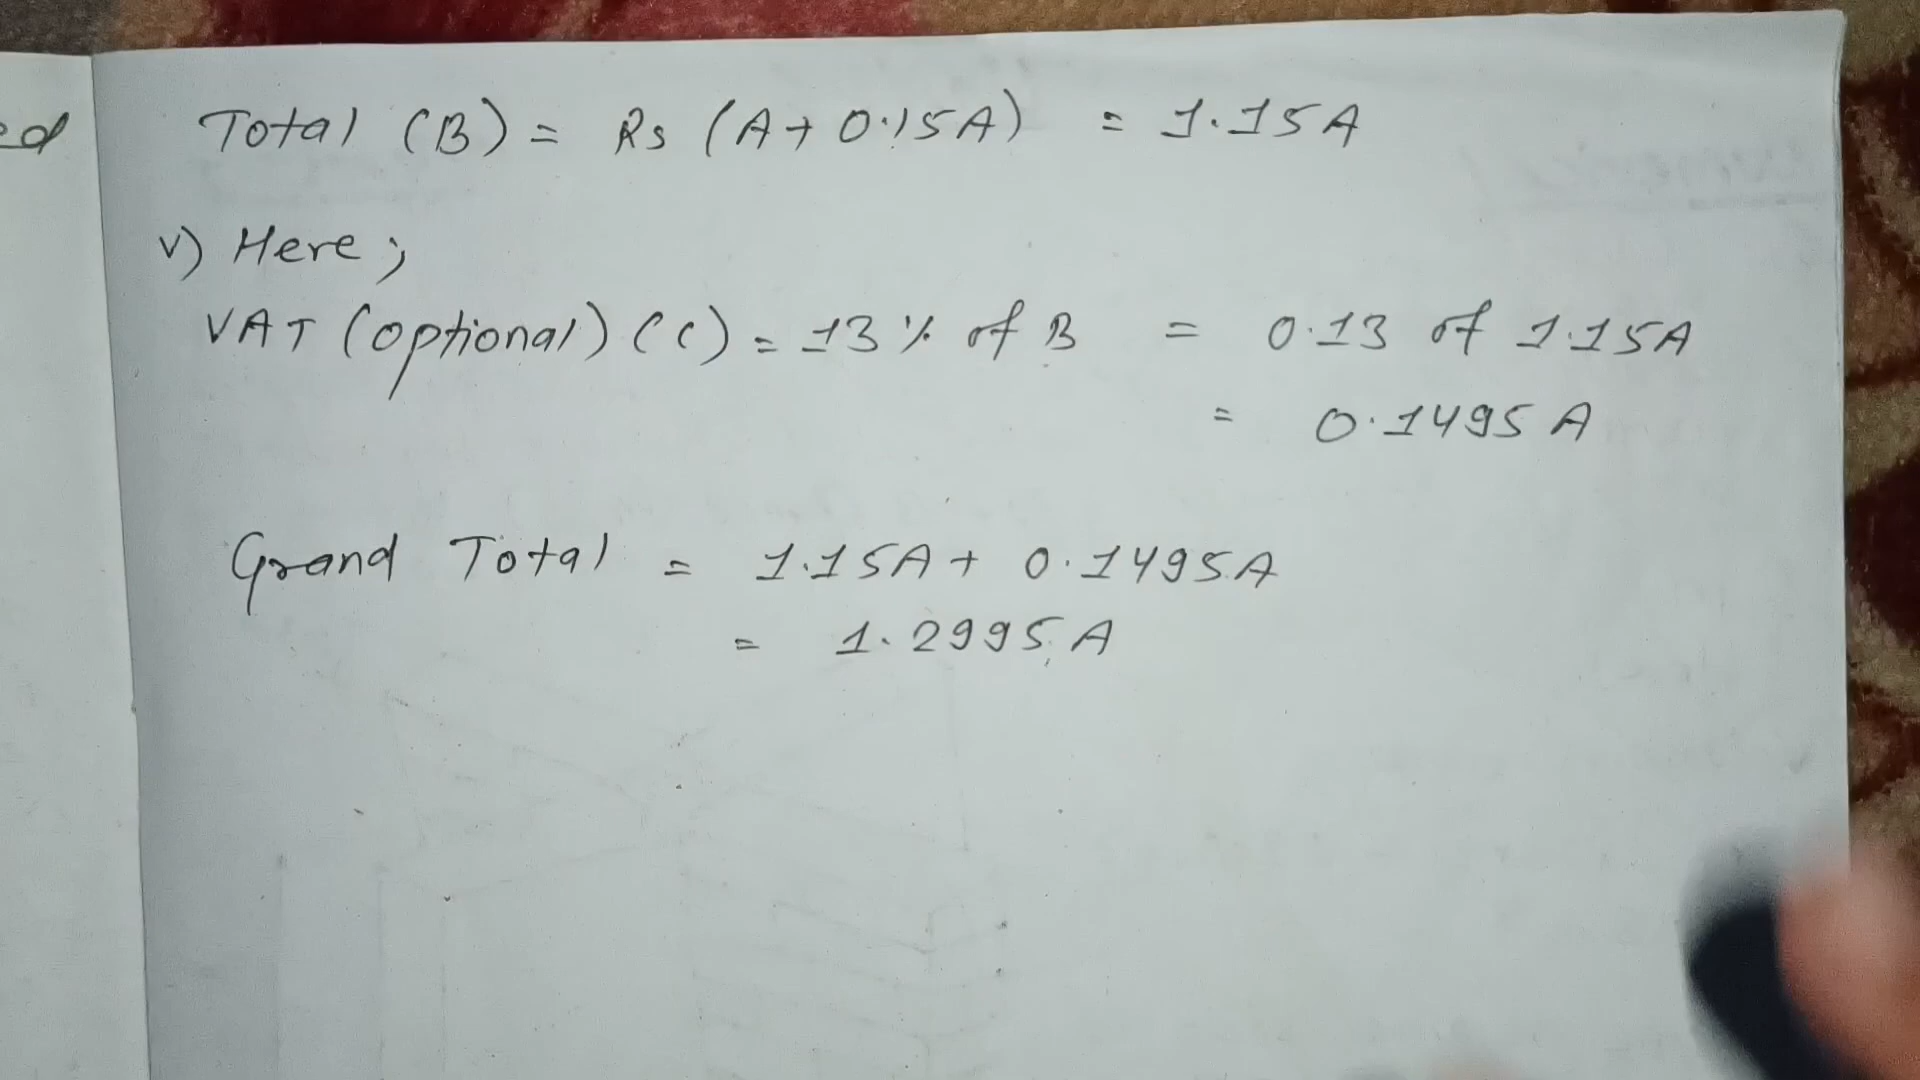 Total (B) = Rs (A + 0.15A) = 1.15A
v) Here;
VAT (optional) (C) = 13% of B = 0.13 of 1.15A
= 0.1495 A
Grand Total = 1.15A + 0.1495A
= 1.2995 A